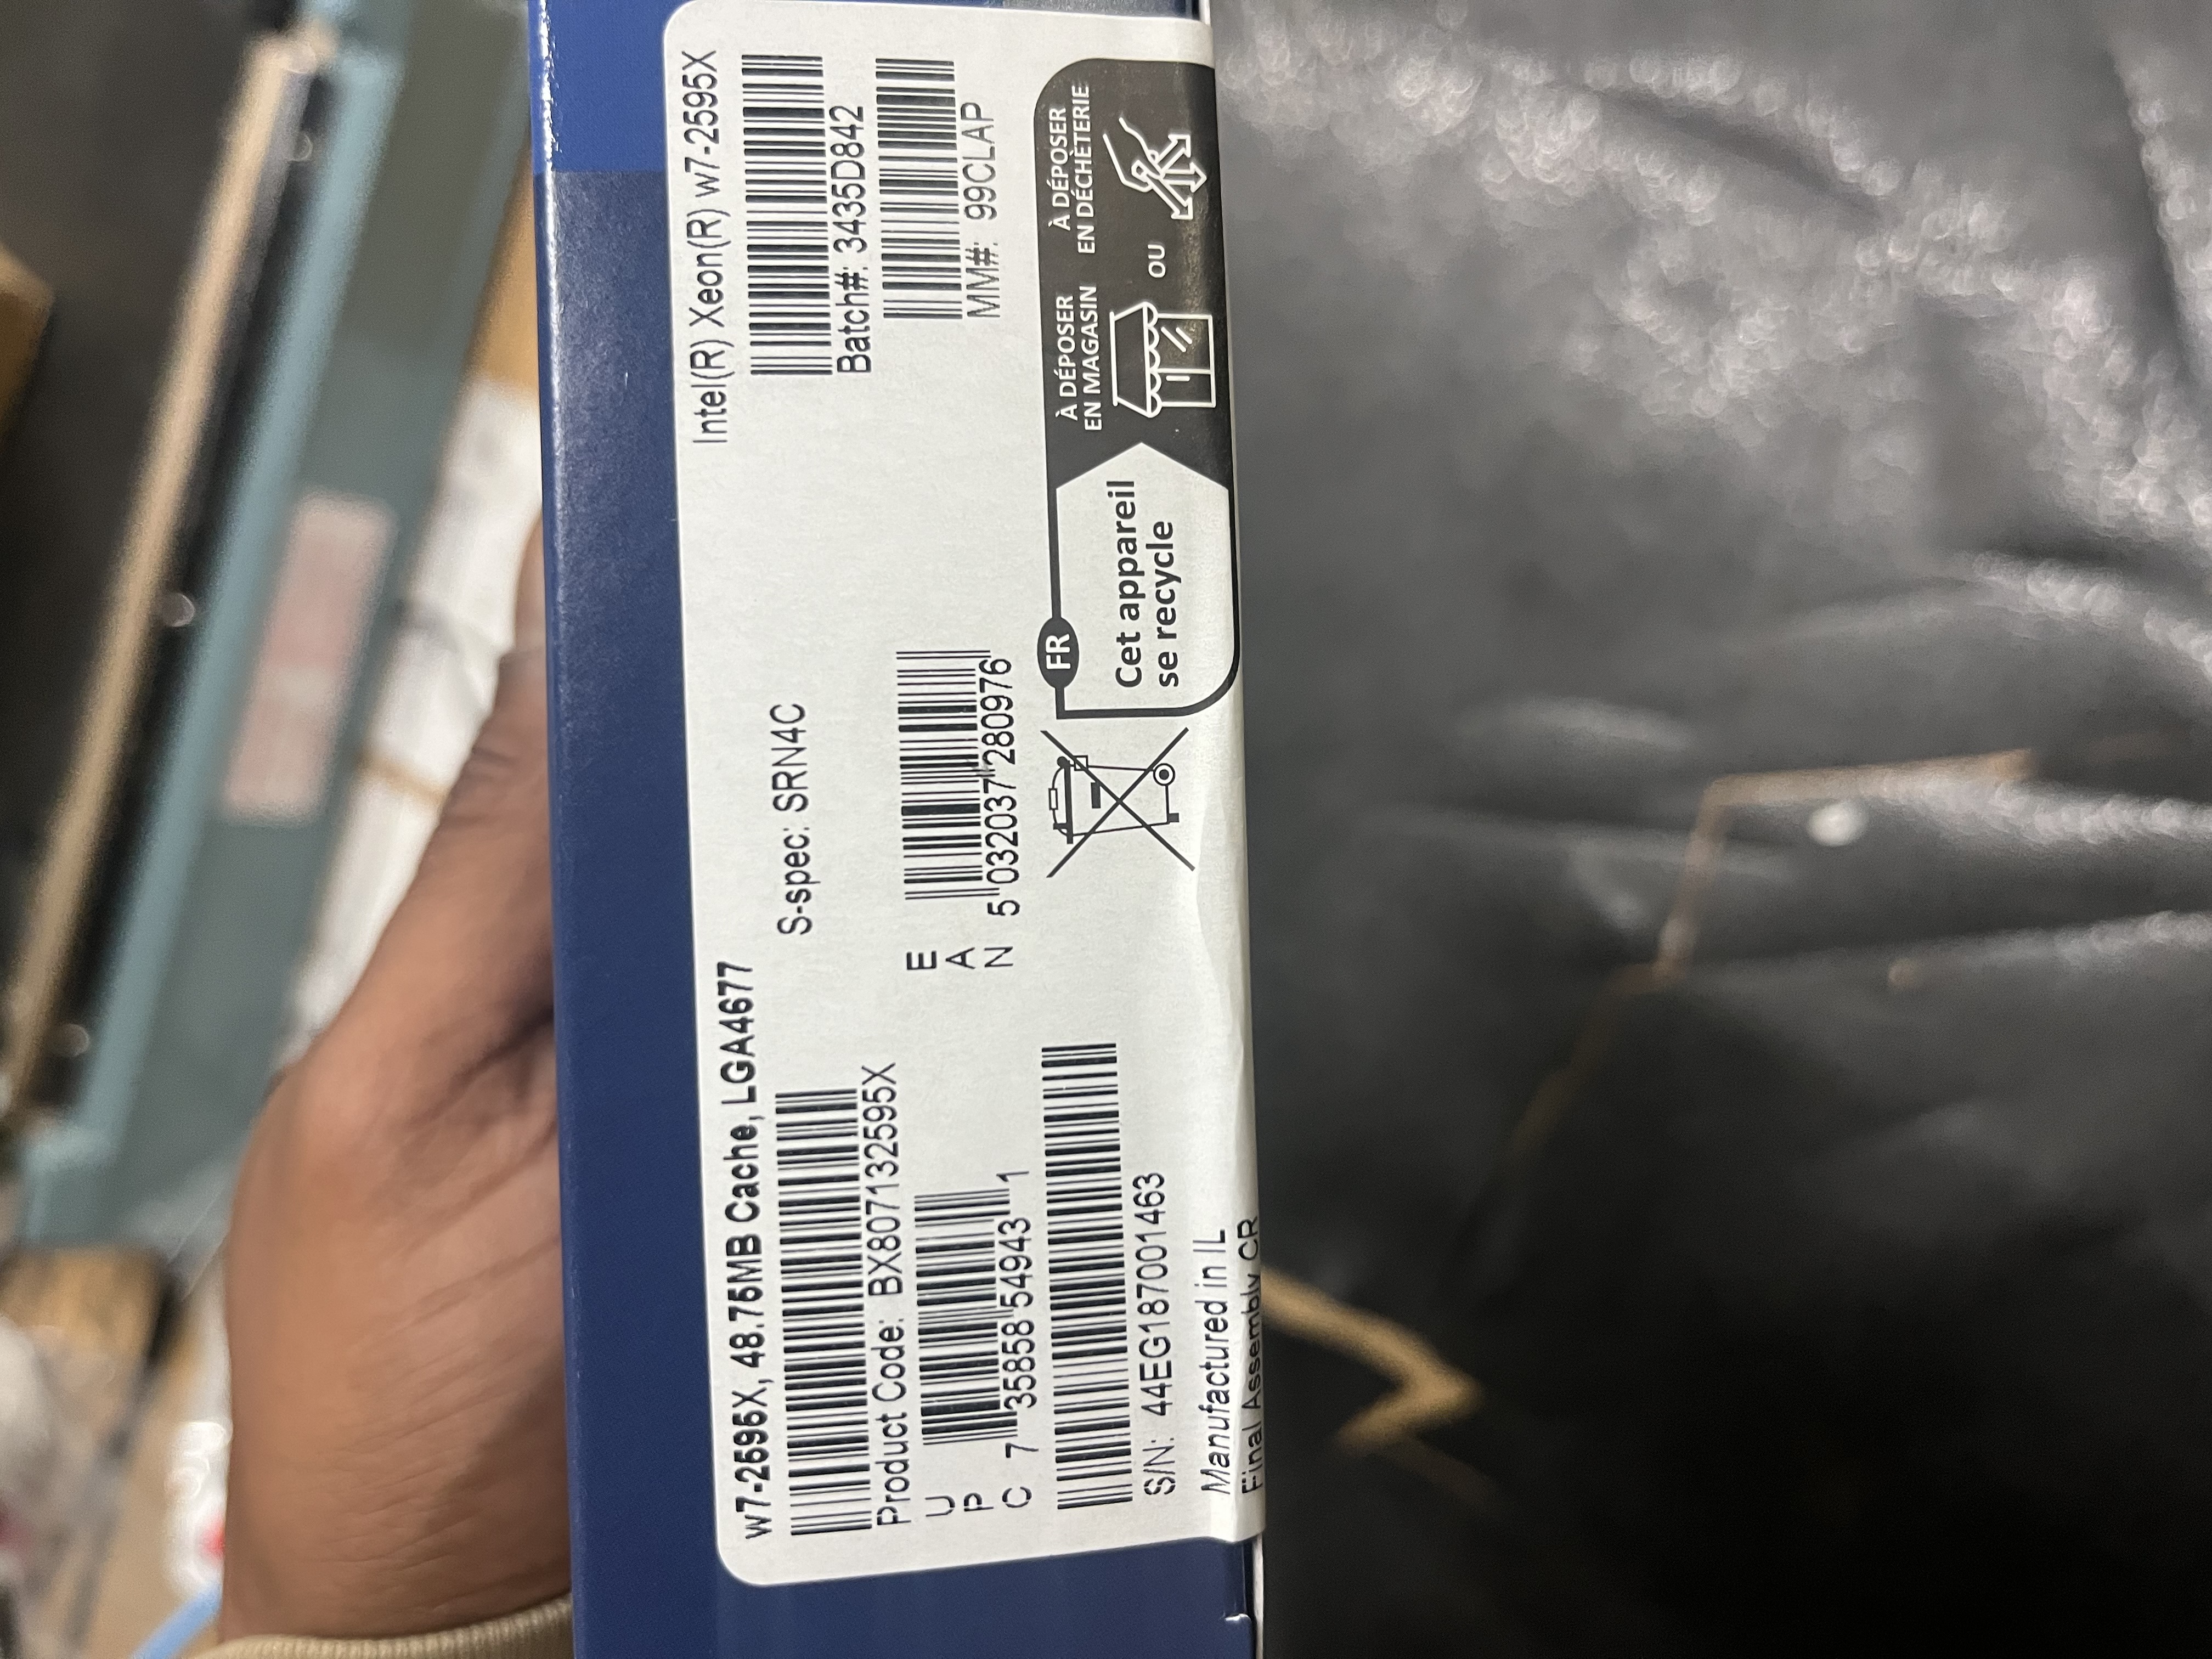 w7-2595X, 48.75MB Cache, LGA4677
Intel(R) Xeon(R) w7-2595X
S-spec: SRN4C
Product Code: BX807132595X
Batch#: 3435D842
UPC 7 35858 54943 1
EAN 5 032037 280976
MM#: 99CLAP
S/N: 44EG187001463
Manufactured in IL
Final Assembly CR
FR
Cet appareil
se recycle
À DÉPOSER
EN MAGASIN
OU
À DÉPOSER
EN DÉCHÈTERIE